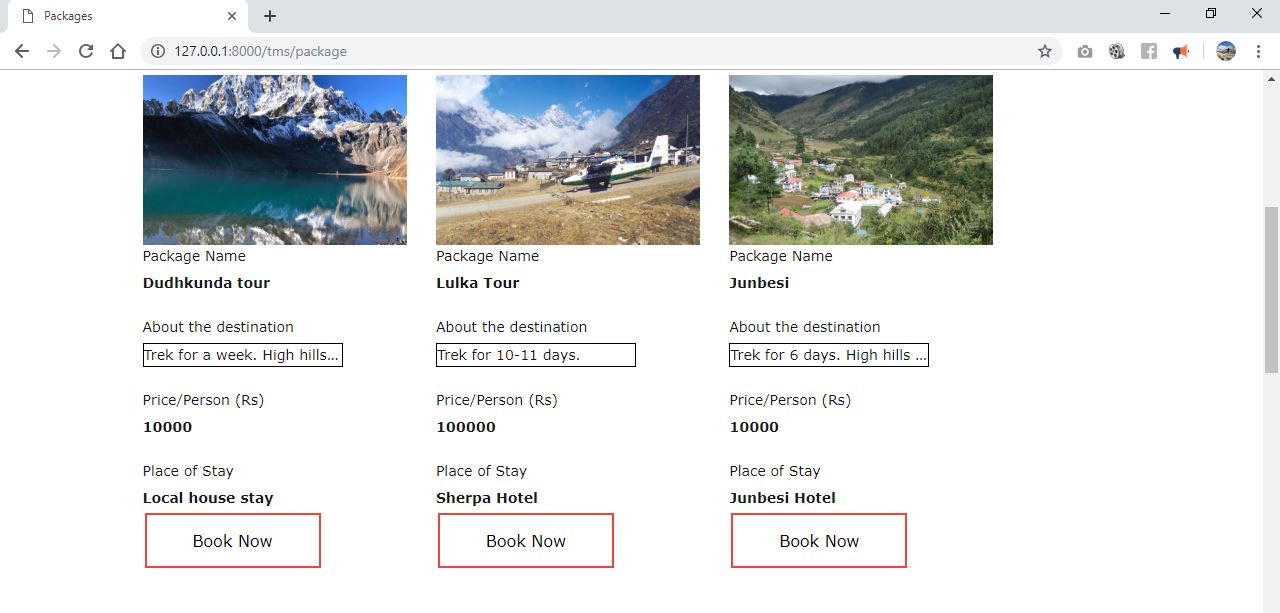 Packages
127.0.0.1:8000/tms/package
Package Name
Dudhkunda tour
About the destination
Trek for a week. High hills...
Price/Person (Rs)
10000
Place of Stay
Local house stay
Book Now
Package Name
Lulka Tour
About the destination
Trek for 10-11 days.
Price/Person (Rs)
100000
Place of Stay
Sherpa Hotel
Book Now
Package Name
Junbesi
About the destination
Trek for 6 days. High hills ...
Price/Person (Rs)
10000
Place of Stay
Junbesi Hotel
Book Now